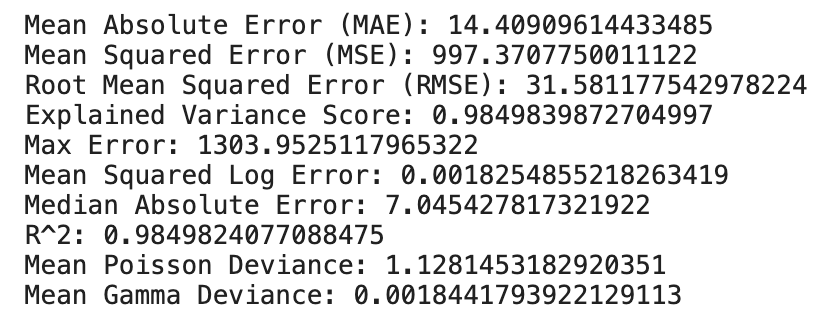 Mean Absolute Error (MAE): 14.40909614433485
Mean Squared Error (MSE): 997.3707750011122
Root Mean Squared Error (RMSE): 31.581177542978224
Explained Variance Score: 0.9849839872704997
Max Error: 1303.9525117965322
Mean Squared Log Error: 0.0018254855218263419
Median Absolute Error: 7.045427817321922
R^2: 0.9849824077088475
Mean Poisson Deviance: 1.1281453182920351
Mean Gamma Deviance: 0.0018441793922129113